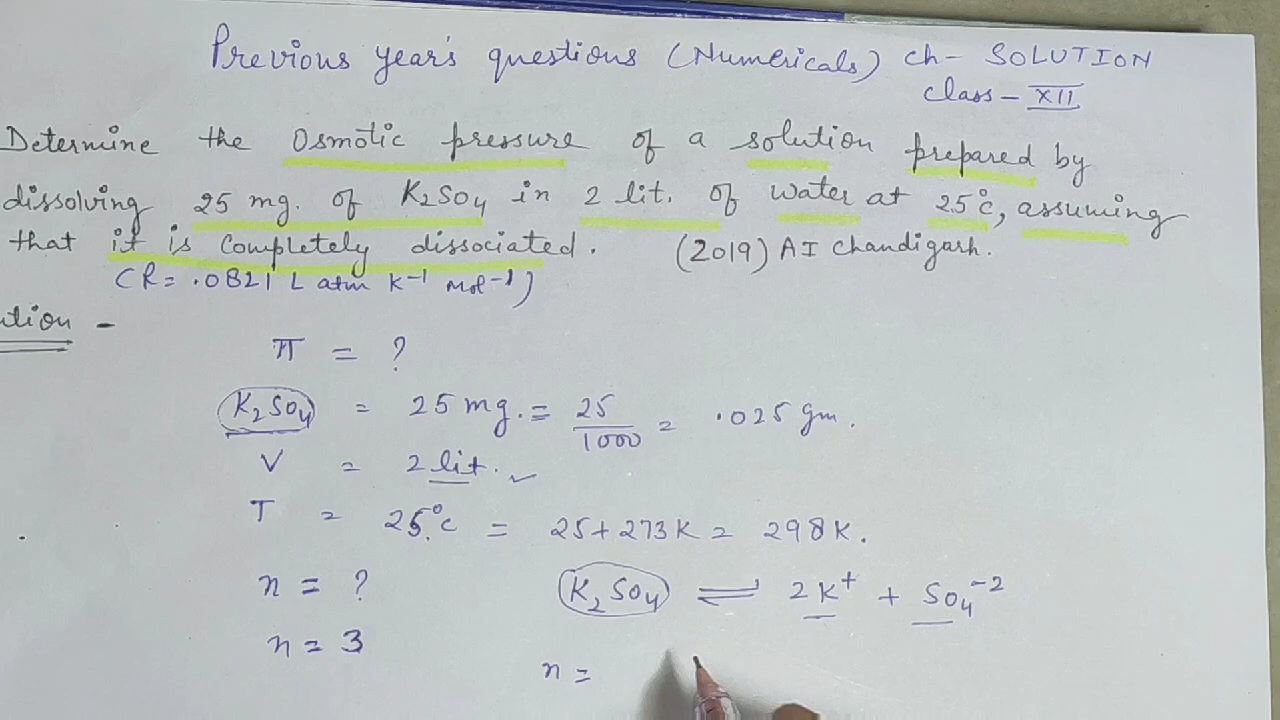 Previous year's questions (Numericals) ch- SOLUTION
class- XII
Determine the Osmotic pressure of a solution prepared by
dissolving 25 mg. of K₂SO₄ in 2 lit. of water at 25°C, assuming
that it is completely dissociated. (2019) AI Chandigarh.
(R= .0821 L atm K⁻¹ mol⁻¹)
ution -
π = ?
K₂SO₄ = 25 mg. = 25/1000 = .025 gm.
V = 2 lit.
T = 25°C = 25+273K = 298K.
n = ? K₂SO₄ ⇌ 2K⁺ + SO₄⁻²
n = 3
n =